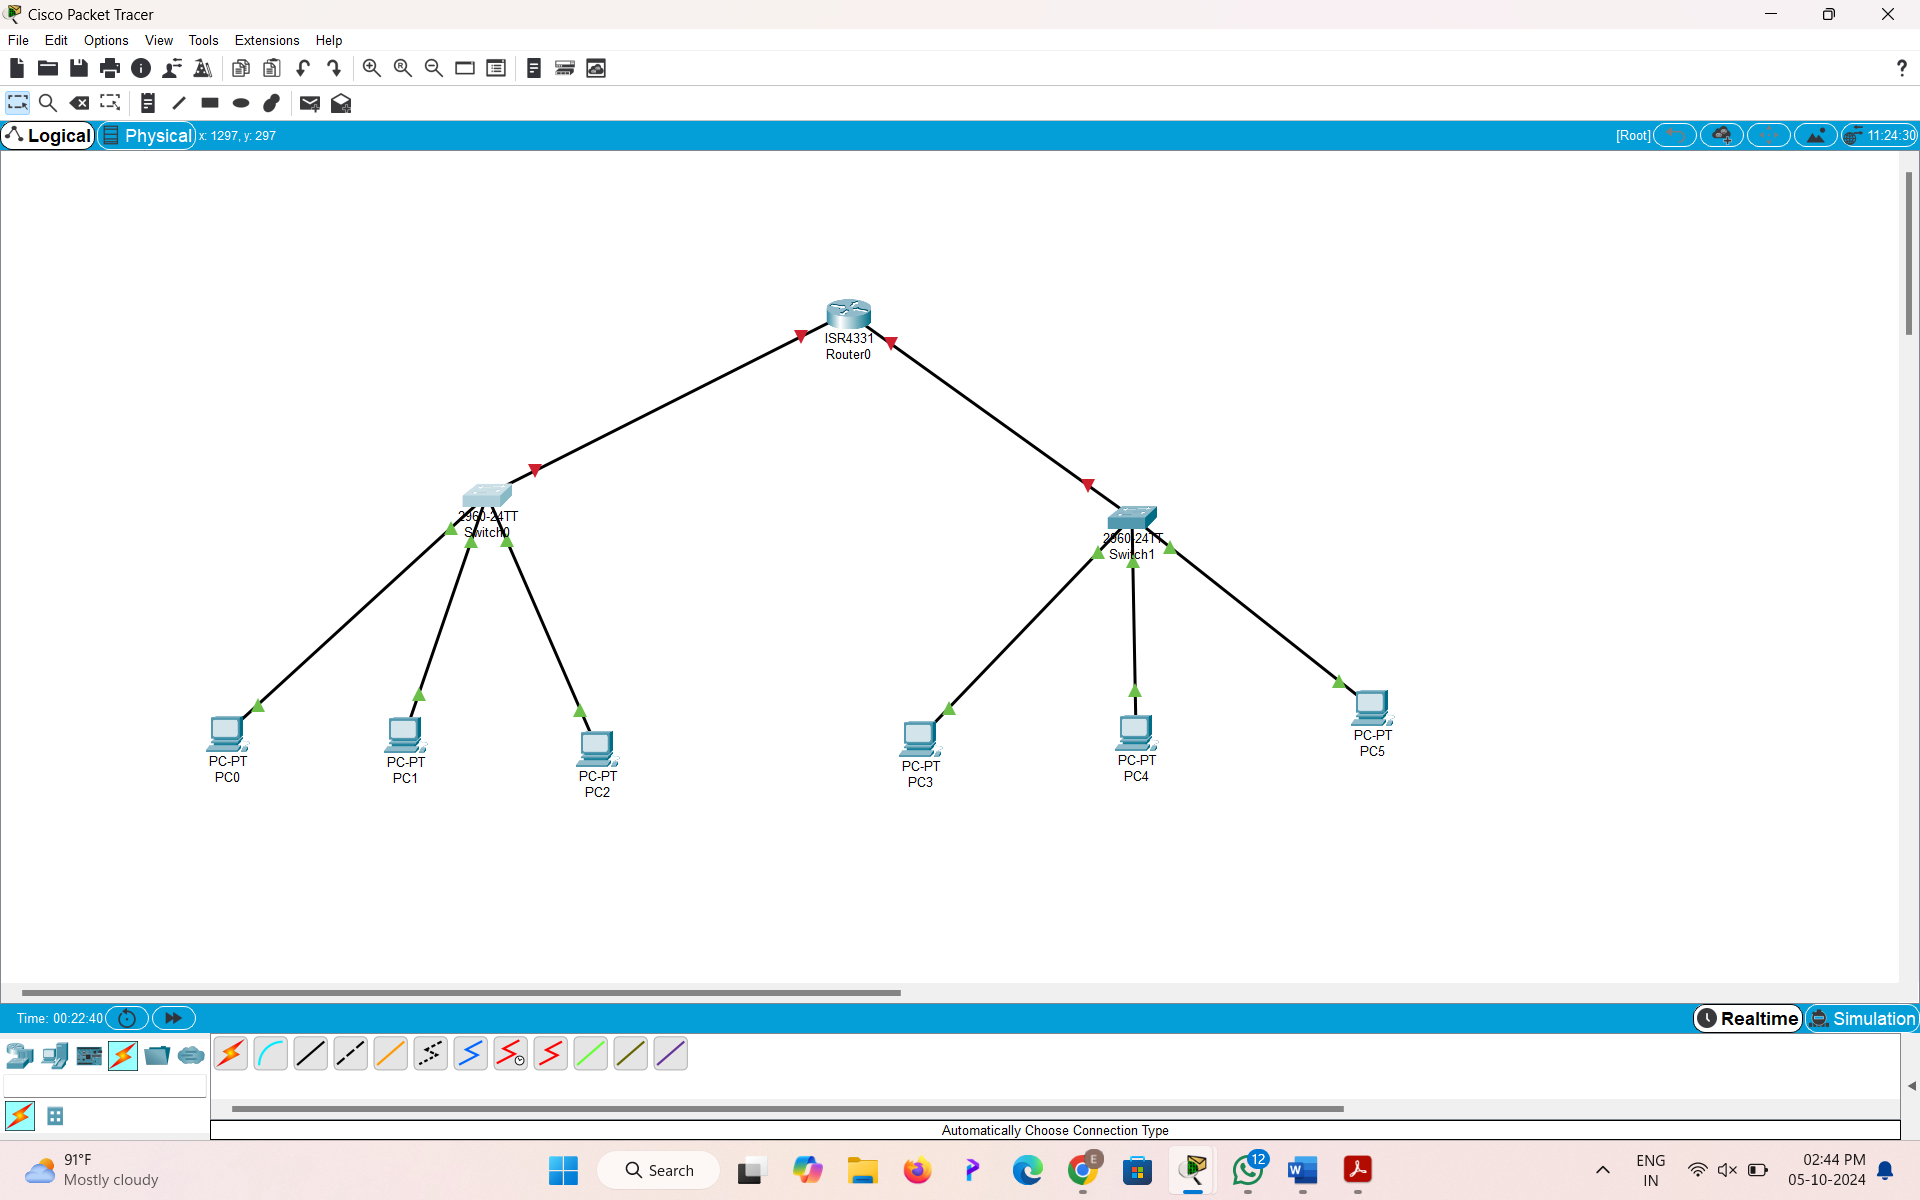 Cisco Packet Tracer
File Edit Options View Tools Extensions Help
?
Logical Physical x: 1297, y: 297 [Root] 11:24:30
ISR4331
Router0
2960-24TT
Switch0
2960-24TT
Switch1
PC-PT
PC0
PC-PT
PC1
PC-PT
PC2
PC-PT
PC3
PC-PT
PC4
PC-PT
PC5
Time: 00:22:40 Realtime Simulation
Automatically Choose Connection Type
91°F
Mostly cloudy
Search
E
12
ENG
IN
02:44 PM
05-10-2024